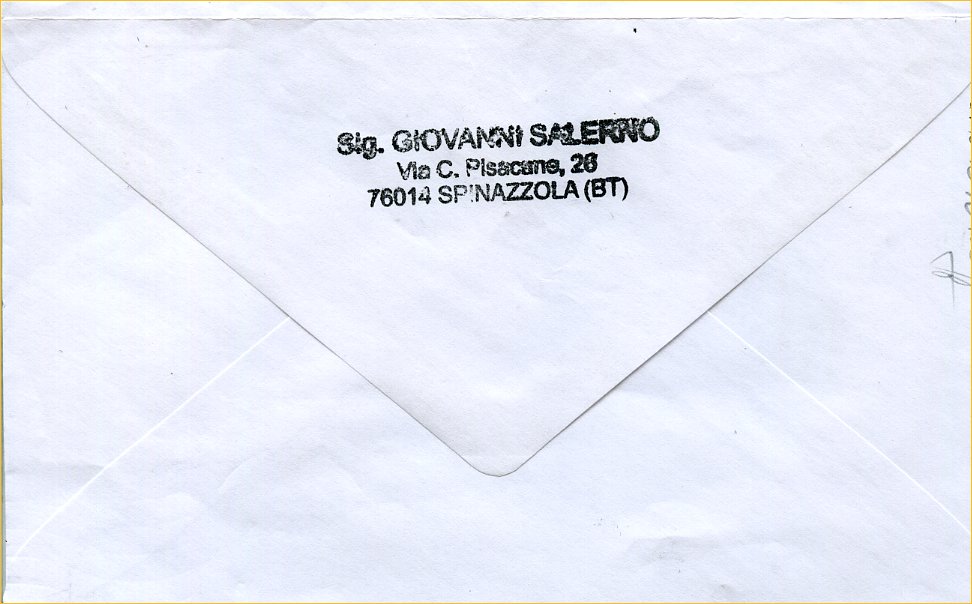 Sig. GIOVANNI SALERNO
Via C. Pisacane, 26
76014 SPINAZZOLA (BT)